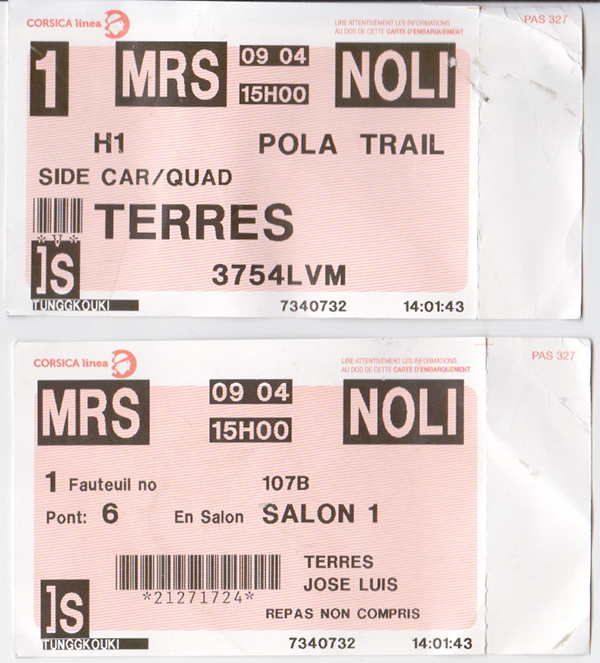 CORSICA linea
LIRE ATTENTIVEMENT LES INFORMATIONS
AU DOS DE CETTE CARTE D'EMBARQUEMENT
PAS 327
1 MRS 09 04 NOLI
15H00
H1 POLA TRAIL
SIDE CAR/QUAD
TERRES
*V*
]S
3754LVM
TUNGGKOUKI 7340732 14:01:43
CORSICA linea
LIRE ATTENTIVEMENT LES INFORMATIONS
AU DOS DE CETTE CARTE D'EMBARQUEMENT
PAS 327
MRS 09 04 NOLI
15H00
1 Fauteuil no 107B
Pont: 6 En Salon SALON 1
TERRES
JOSE LUIS
*21271724*
]S
REPAS NON COMPRIS
TUNGGKOUKI 7340732 14:01:43